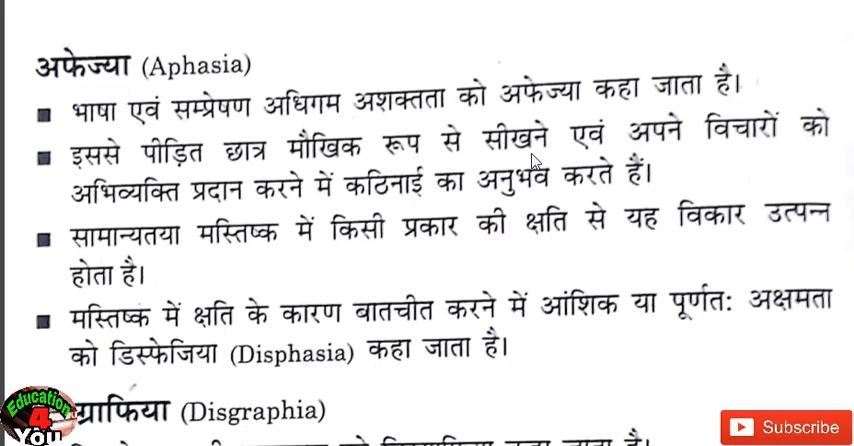 अफेज्या (Aphasia)
■ भाषा एवं सम्प्रेषण अधिगम अशक्तता को अफेज्या कहा जाता है।
■ इससे पीड़ित छात्र मौखिक रूप से सीखने एवं अपने विचारों को
अभिव्यक्ति प्रदान करने में कठिनाई का अनुभव करते हैं।
■ सामान्यतया मस्तिष्क में किसी प्रकार की क्षति से यह विकार उत्पन्न
होता है।
■ मस्तिष्क में क्षति के कारण बातचीत करने में आंशिक या पूर्णतः अक्षमता
को डिस्फेजिया (Disphasia) कहा जाता है।
ग्राफिया (Disgraphia)
Education
4
You
Subscribe